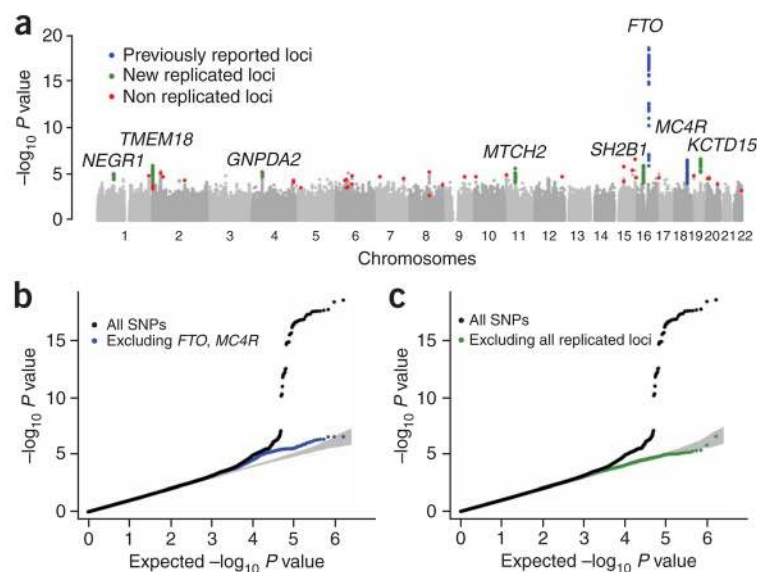 a
FTO
Previously reported loci
New replicated loci
Non replicated loci
NEGR1
TMEM18
GNPDA2
MTCH2
SH2B1
MC4R
KCTD15
–log10 P value
20
15
10
5
0
1 2 3 4 5 6 7 8 9 10 11 12 13 14 15 16 17 18 19 20 21 22
Chromosomes
b
All SNPs
Excluding FTO, MC4R
–log10 P value
15
10
5
0
0 1 2 3 4 5 6
Expected –log10 P value
c
All SNPs
Excluding all replicated loci
–log10 P value
15
10
5
0
0 1 2 3 4 5 6
Expected –log10 P value